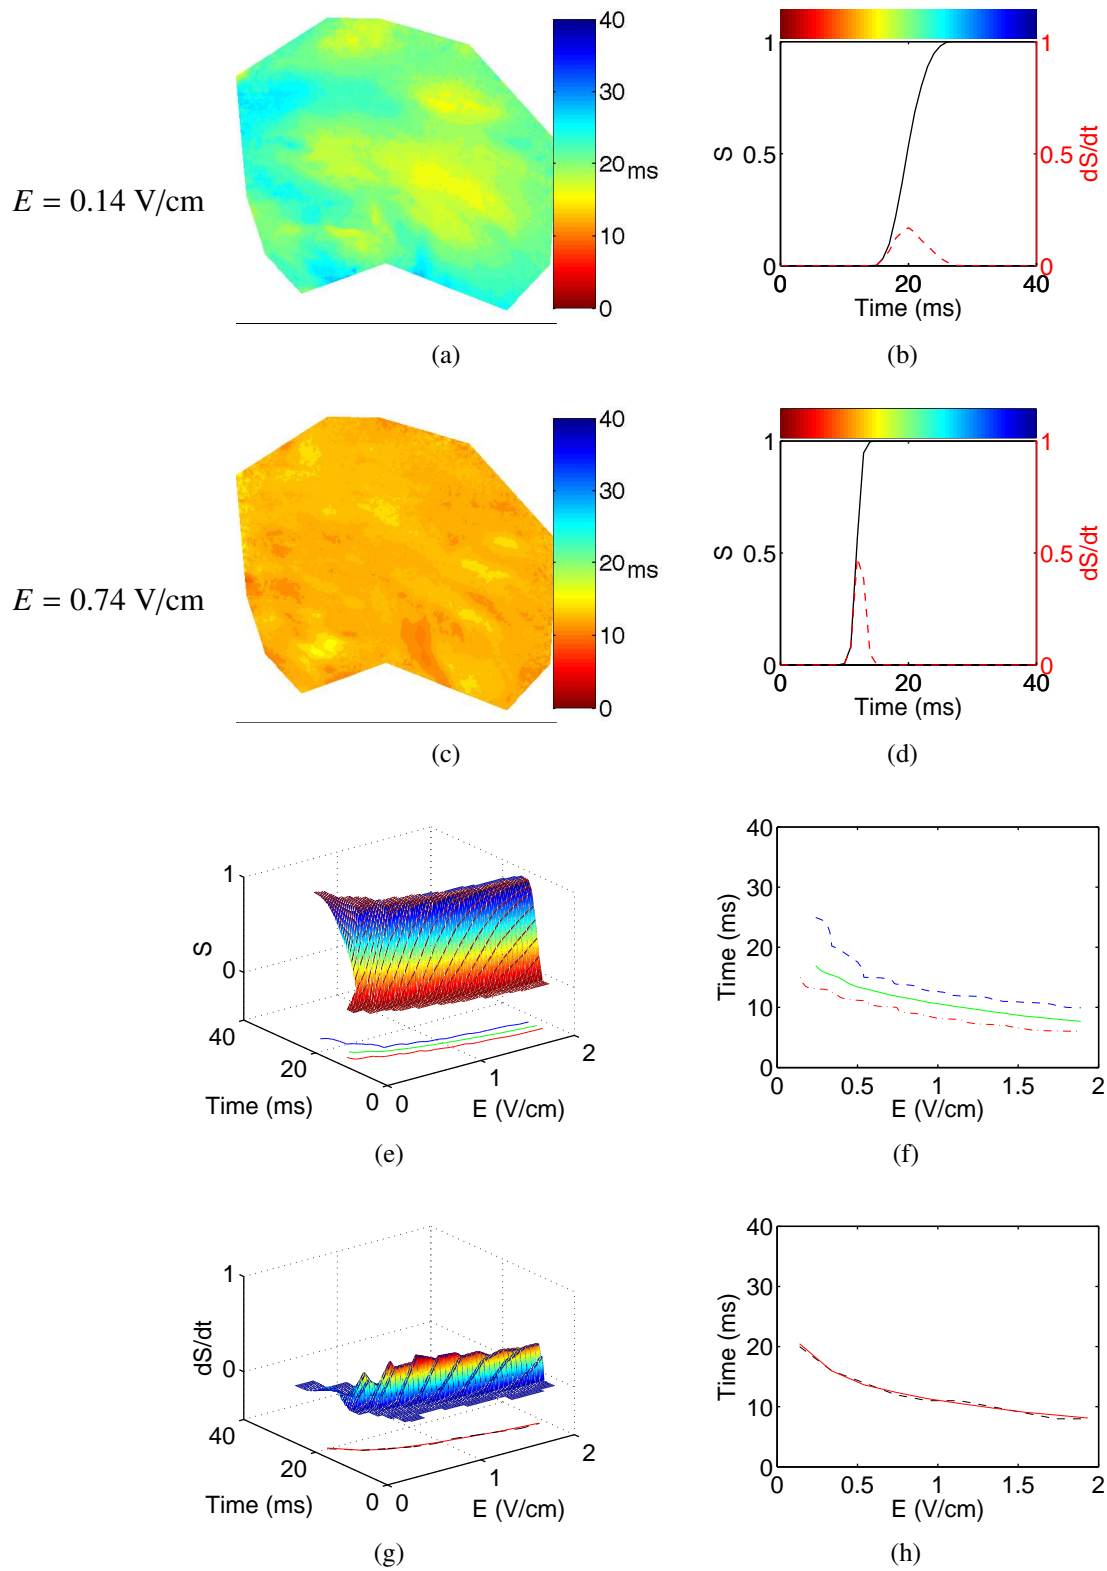 E = 0.14 V/cm
40
30
20 ms
10
0
(a)
1
0.5
0
S
1
0.5
0
dS/dt
0 20 40
Time (ms)
(b)
E = 0.74 V/cm
40
30
20 ms
10
0
(c)
1
0.5
0
S
1
0.5
0
dS/dt
0 20 40
Time (ms)
(d)
1
0
S
40
20
0
Time (ms)
0
1
2
E (V/cm)
(e)
40
30
20
10
0
Time (ms)
0 0.5 1 1.5 2
E (V/cm)
(f)
1
0
dS/dt
40
20
0
Time (ms)
0
1
2
E (V/cm)
(g)
40
30
20
10
0
Time (ms)
0 0.5 1 1.5 2
E (V/cm)
(h)